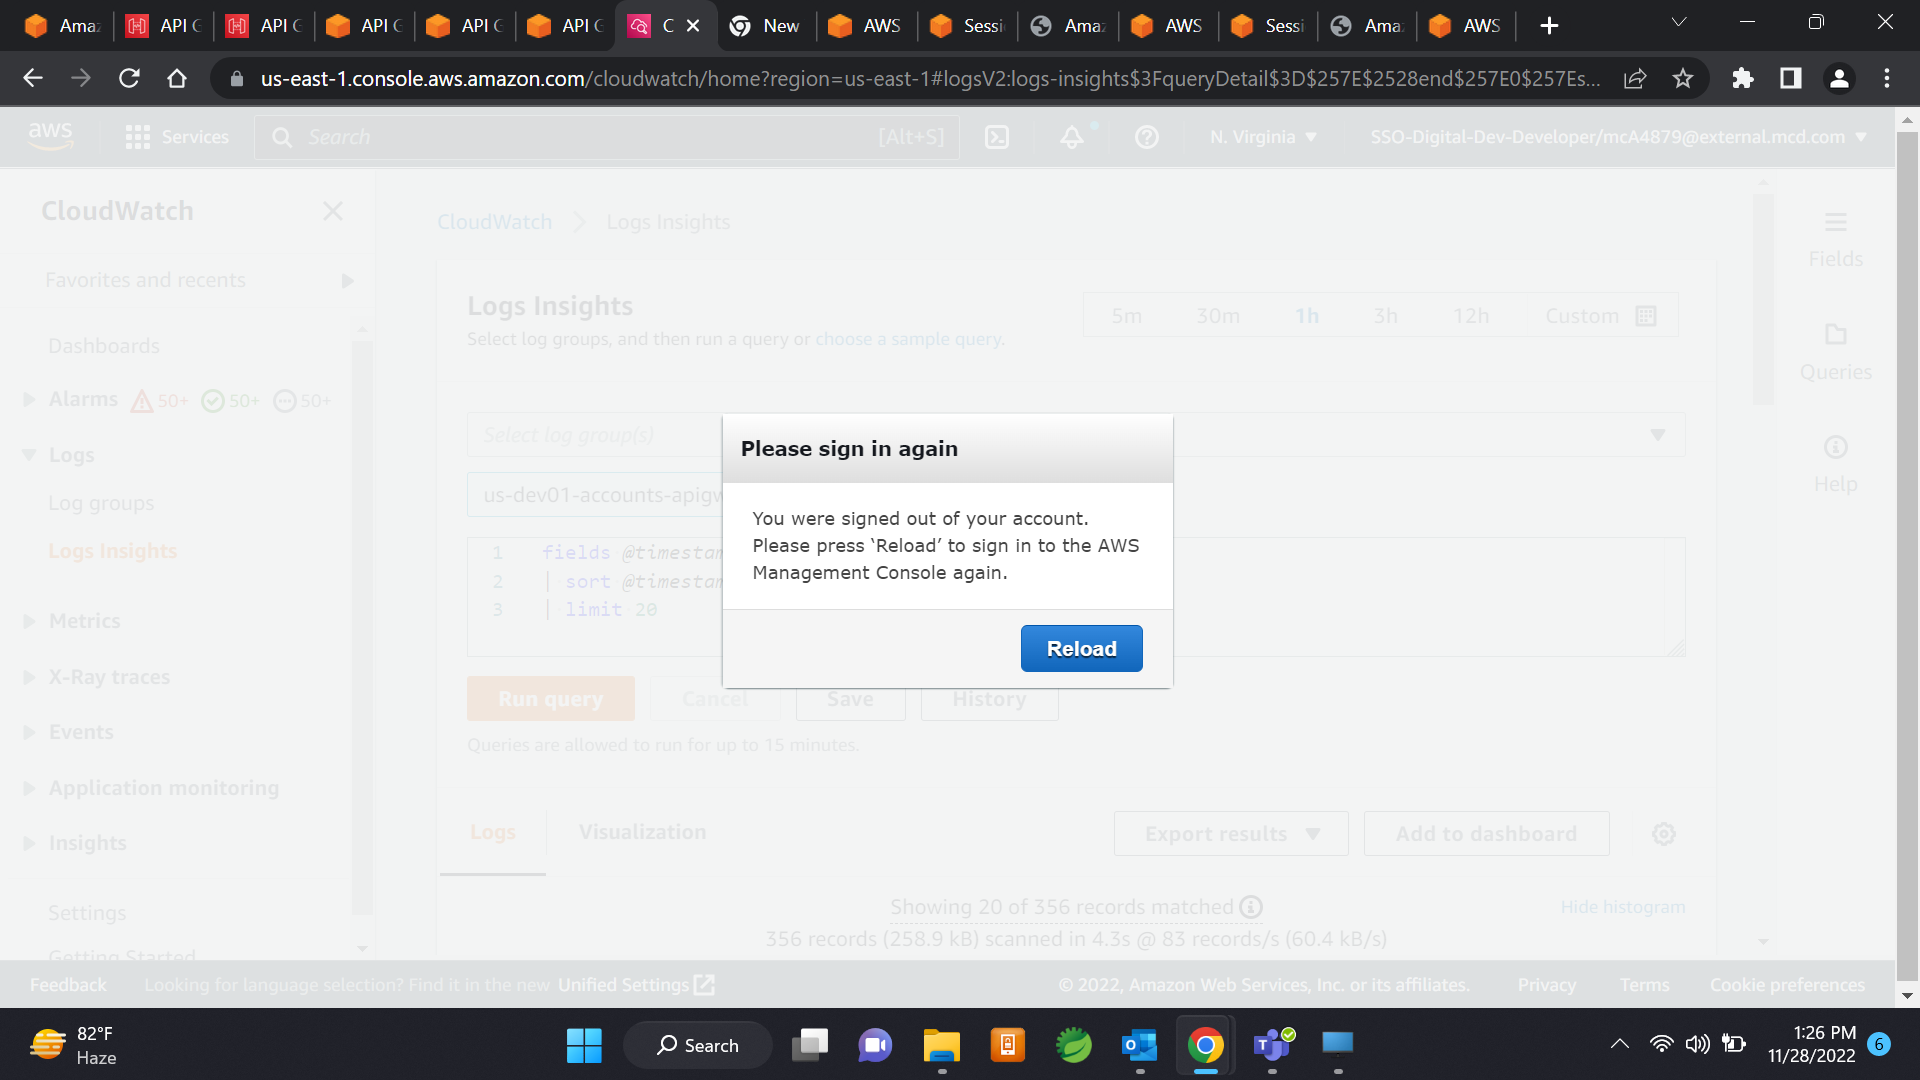 Amaz
API G
API G
API G
API G
API G
C
New
AWS
Sessi
Amaz
AWS
Sessi
Amaz
AWS
us-east-1.console.aws.amazon.com/cloudwatch/home?region=us-east-1#logsV2:logs-insights$3FqueryDetail$3D$257E$2528end$257E0$257Es...
aws
Services
Search
[Alt+S]
N. Virginia
SSO-Digital-Dev-Developer/mcA4879@external.mcd.com
CloudWatch
Favorites and recents
Dashboards
Alarms 50+ 50+ 50+
Logs
Log groups
Logs Insights
Metrics
X-Ray traces
Events
Application monitoring
Insights
Settings
Getting Started
CloudWatch
Logs Insights
Logs Insights
Select log groups, and then run a query or choose a sample query.
5m 30m 1h 3h 12h Custom
Select log group(s)
us-dev01-accounts-apigw
1 fields @timestam
2 | sort @timestam
3 | limit 20
Please sign in again
You were signed out of your account.
Please press ‘Reload’ to sign in to the AWS
Management Console again.
Reload
Run query
Cancel
Save
History
Queries are allowed to run for up to 15 minutes.
Logs
Visualization
Export results
Add to dashboard
Showing 20 of 356 records matched
Hide histogram
356 records (258.9 kB) scanned in 4.3s @ 83 records/s (60.4 kB/s)
Fields
Queries
Help
Feedback
Looking for language selection? Find it in the new Unified Settings
© 2022, Amazon Web Services, Inc. or its affiliates.
Privacy
Terms
Cookie preferences
82°F
Haze
Search
1:26 PM
11/28/2022
6